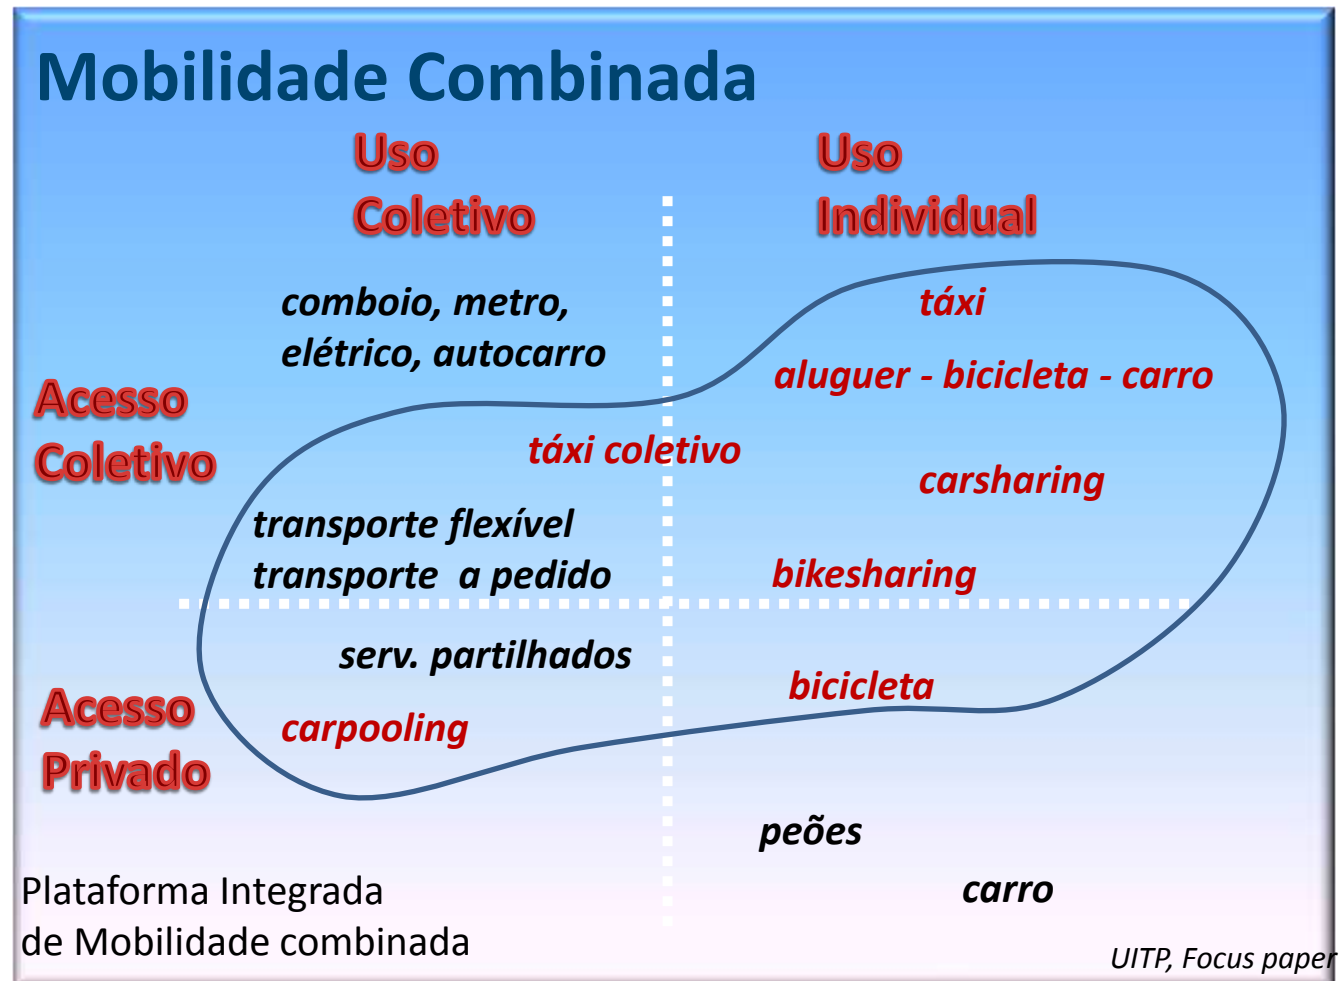 Mobilidade Combinada
Uso
Coletivo
Uso
Individual
comboio, metro,
elétrico, autocarro
táxi
aluguer - bicicleta - carro
Acesso
Coletivo
táxi coletivo
carsharing
transporte flexível
transporte  a pedido
bikesharing
serv. partilhados
bicicleta
Acesso
Privado
carpooling
peões
carro
Plataforma Integrada
de Mobilidade combinada
UITP, Focus paper